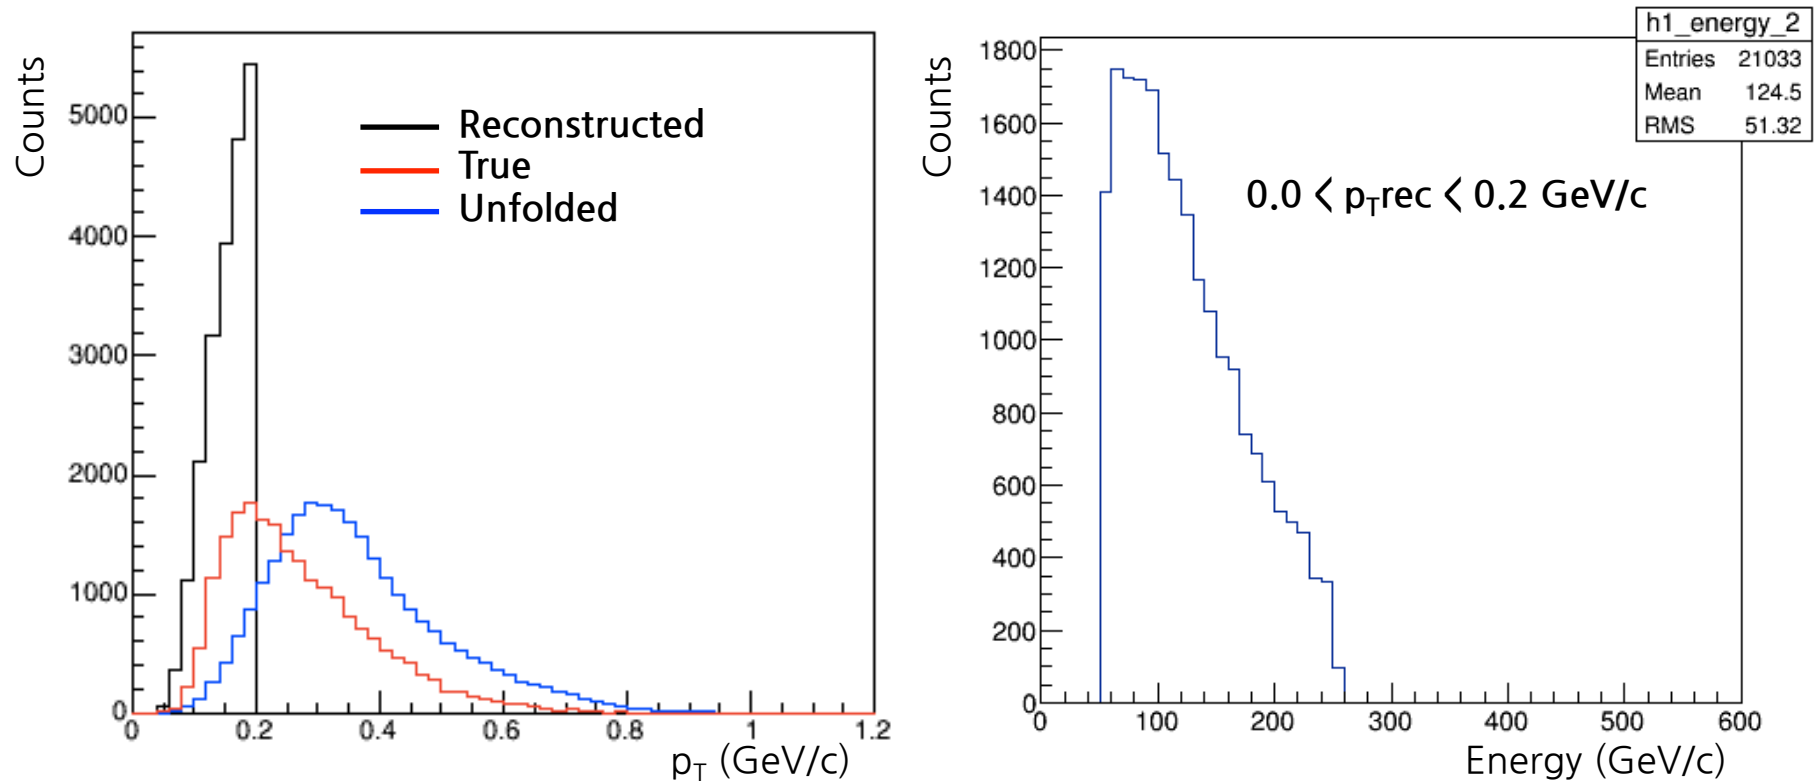 Counts
5000
4000
3000
2000
1000
0
Reconstructed
True
Unfolded
0 0.2 0.4 0.6 0.8 1 1.2
pT (GeV/c)
Counts
1800
1600
1400
1200
1000
800
600
400
200
0
h1_energy_2
Entries 21033
Mean 124.5
RMS 51.32
0.0 < pTrec < 0.2 GeV/c
0 100 200 300 400 500 600
Energy (GeV/c)